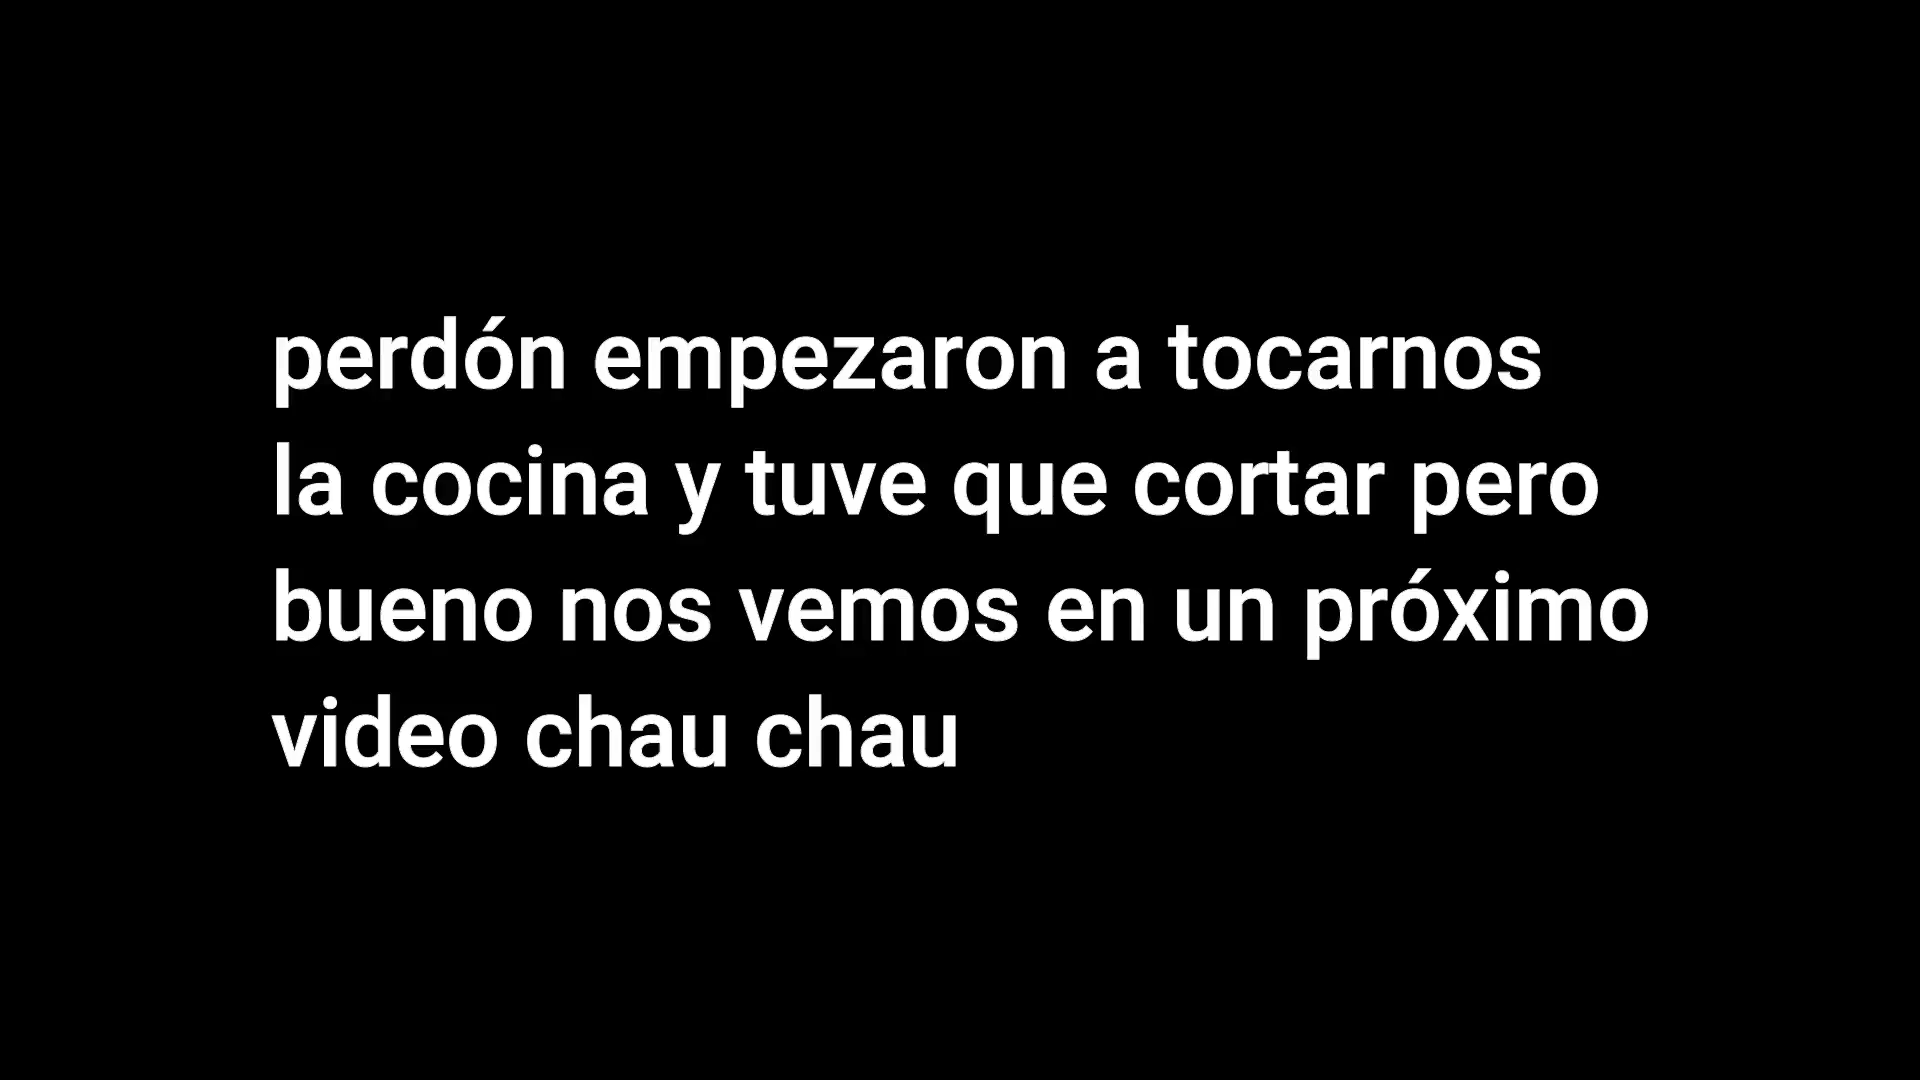 perdón empezaron a tocarnos
la cocina y tuve que cortar pero
bueno nos vemos en un próximo
video chau chau